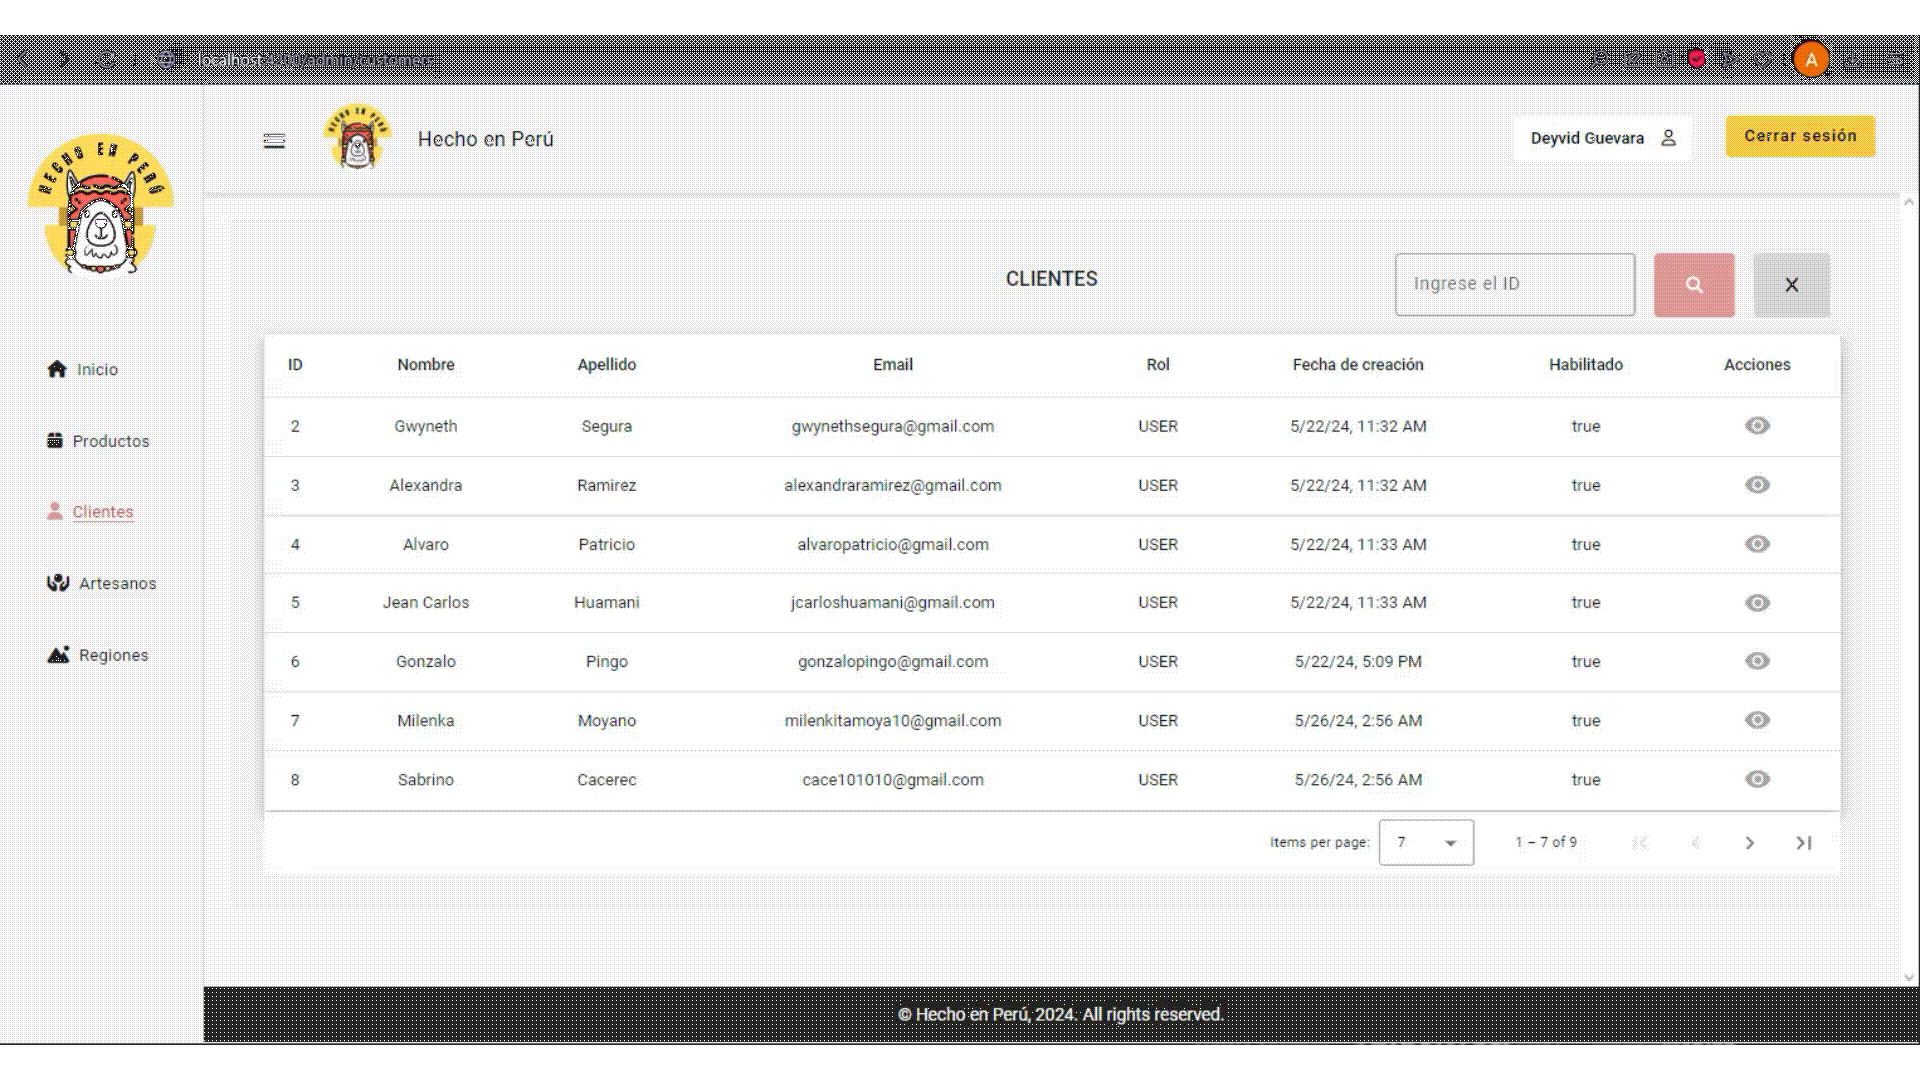 A
HECHO EN PERÚ
HECHO EN PERÚ
Hecho en Perú
Deyvid Guevara
Cerrar sesión
Inicio
Productos
Clientes
Artesanos
Regiones
CLIENTES
Ingrese el ID
X
ID Nombre Apellido Email Rol Fecha de creación Habilitado Acciones
2 Gwyneth Segura gwynethsegura@gmail.com USER 5/22/24, 11:32 AM true
3 Alexandra Ramirez alexandraramirez@gmail.com USER 5/22/24, 11:32 AM true
4 Alvaro Patricio alvaropatricio@gmail.com USER 5/22/24, 11:33 AM true
5 Jean Carlos Huamani jcarloshuamani@gmail.com USER 5/22/24, 11:33 AM true
6 Gonzalo Pingo gonzalopingo@gmail.com USER 5/22/24, 5:09 PM true
7 Milenka Moyano milenkitamoya10@gmail.com USER 5/26/24, 2:56 AM true
8 Sabrino Cacerec cace101010@gmail.com USER 5/26/24, 2:56 AM true
Items per page: 7 1 – 7 of 9
© Hecho en Perú, 2024. All rights reserved.